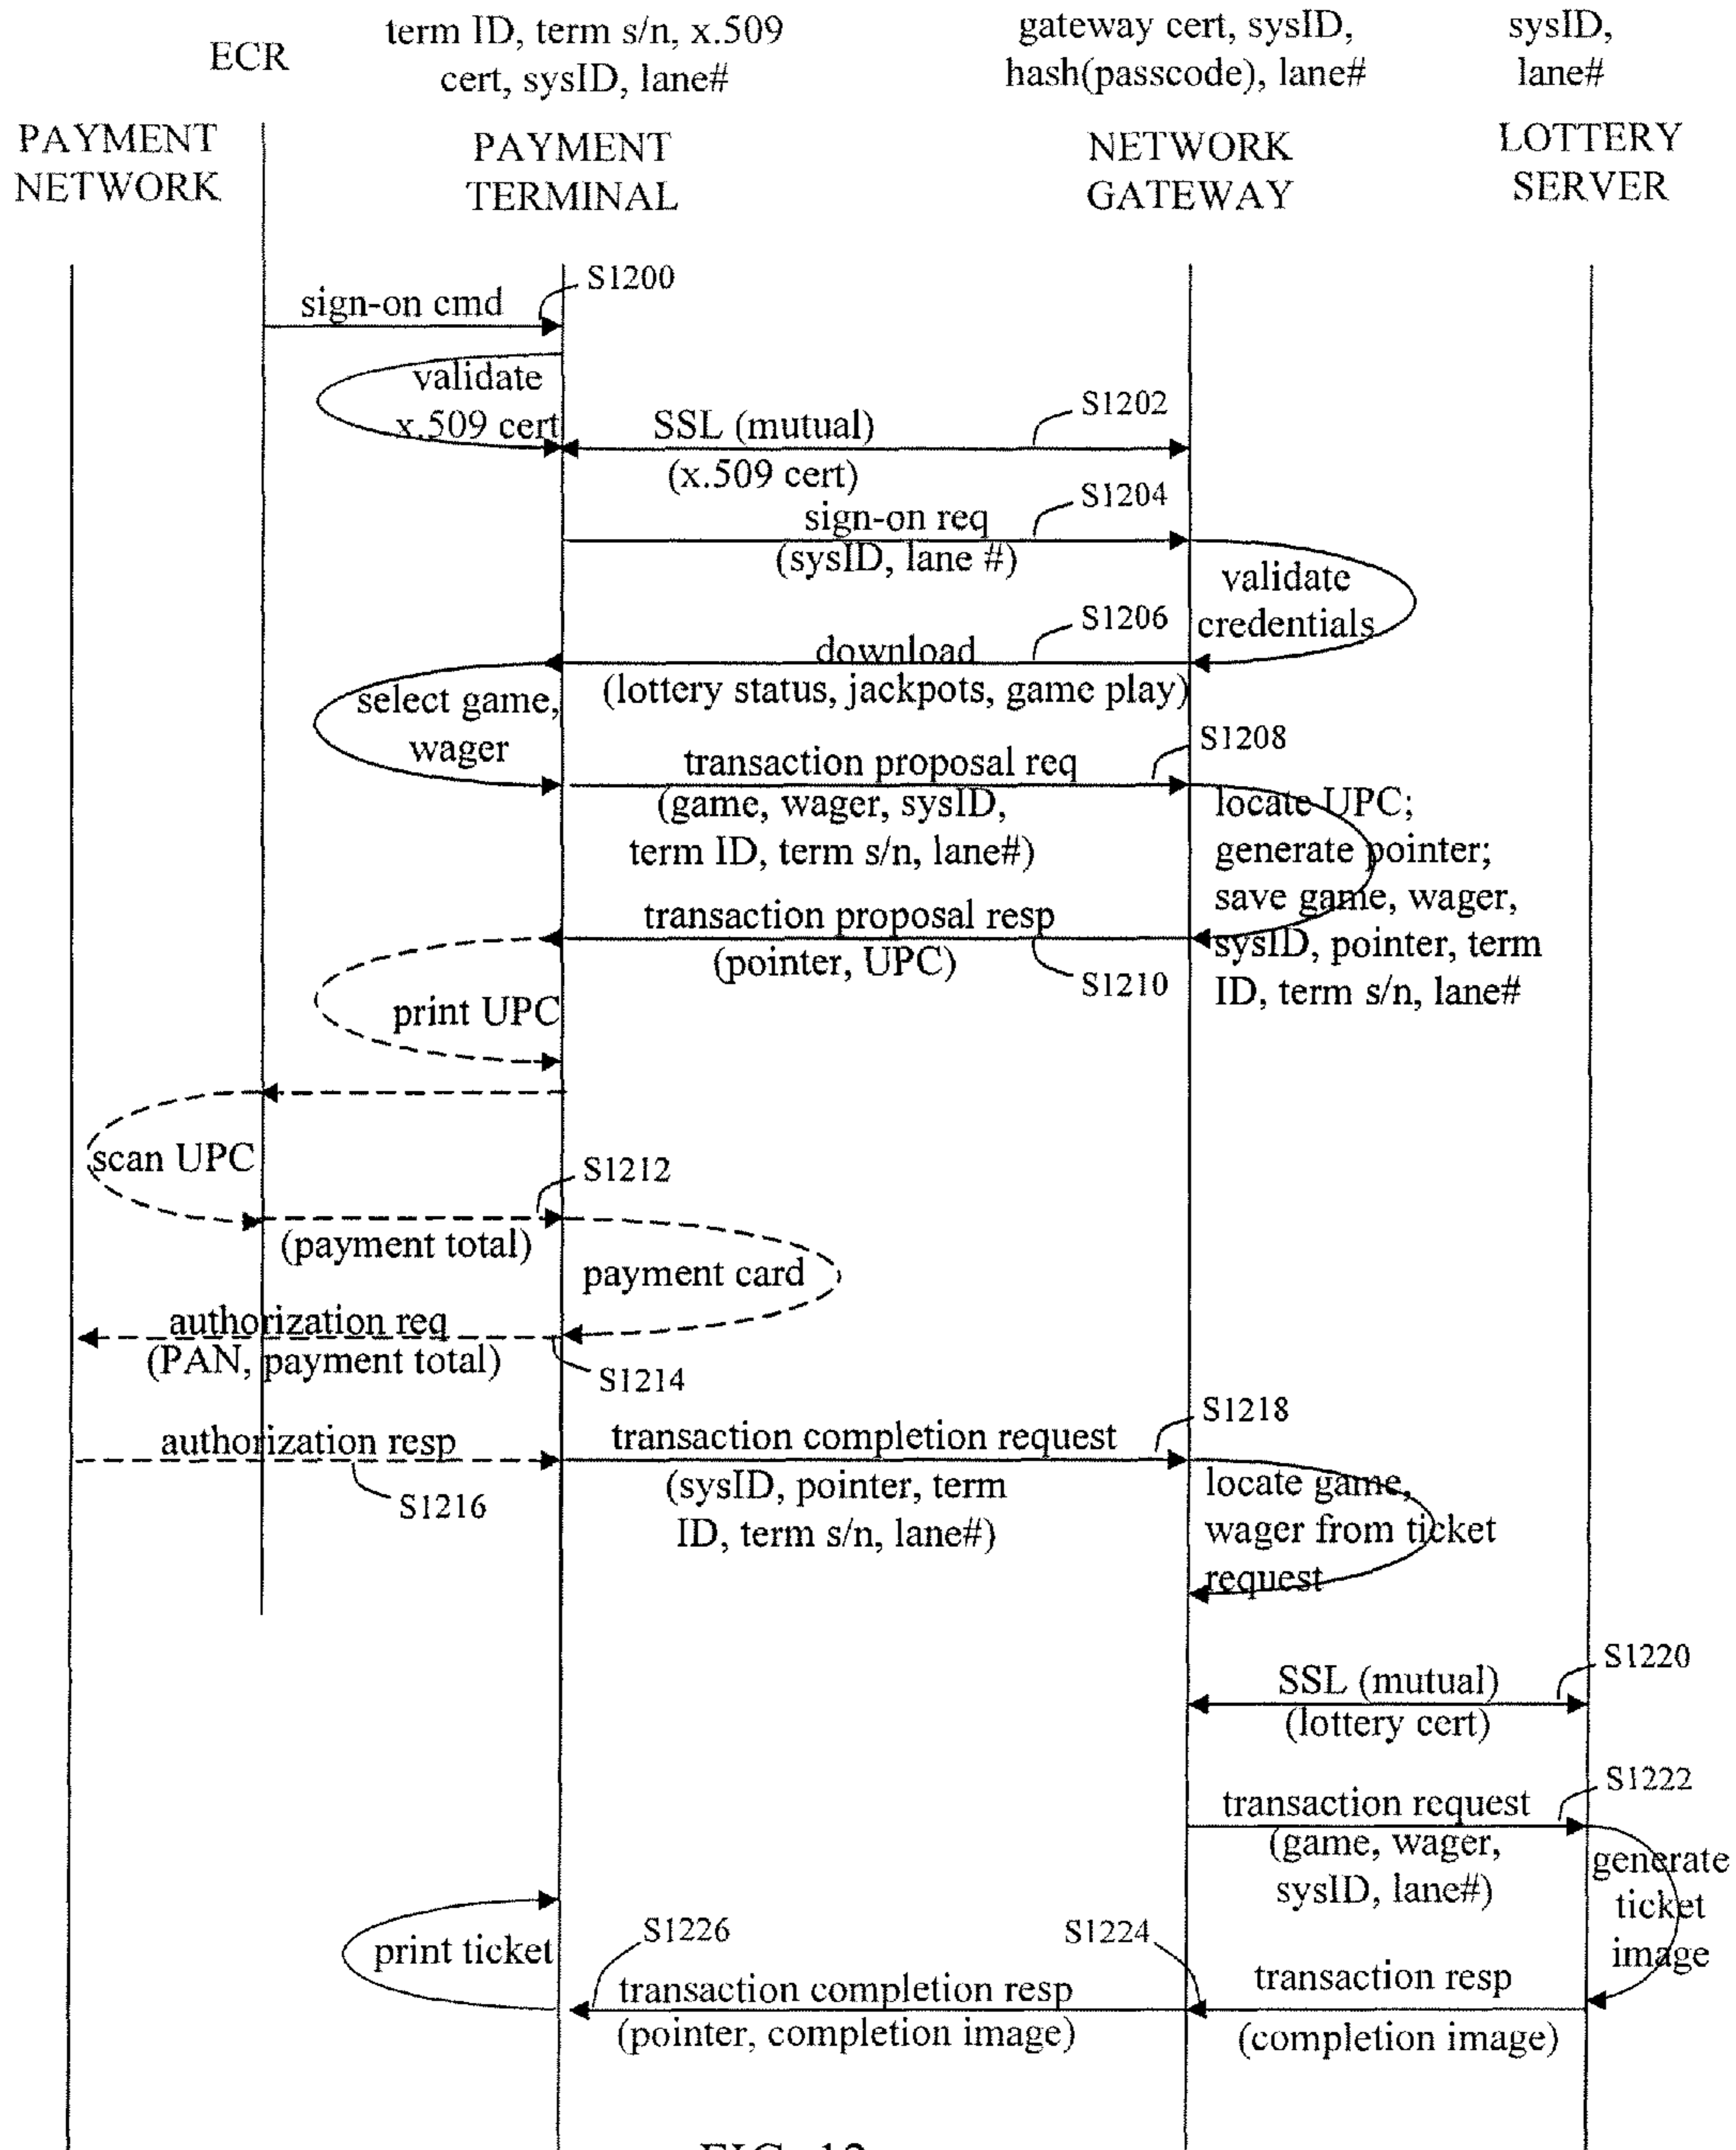 ECR
term ID, term s/n, x.509
cert, sysID, lane#
gateway cert, sysID,
hash(passcode), lane#
sysID,
lane#
PAYMENT
NETWORK
PAYMENT
TERMINAL
NETWORK
GATEWAY
LOTTERY
SERVER
S1200
sign-on cmd
validate
x.509 cert
S1202
SSL (mutual)
(x.509 cert)
S1204
sign-on req
(sysID, lane #)
validate
credentials
S1206
download
(lottery status, jackpots, game play)
select game,
wager
S1208
transaction proposal req
(game, wager, sysID,
term ID, term s/n, lane#)
locate UPC;
generate pointer;
save game, wager,
sysID, pointer, term
ID, term s/n, lane#
transaction proposal resp
(pointer, UPC)
S1210
print UPC
scan UPC
S1212
(payment total)
payment card
authorization req
(PAN, payment total)
S1214
authorization resp
S1216
S1218
transaction completion request
(sysID, pointer, term
ID, term s/n, lane#)
locate game,
wager from ticket
request
S1220
SSL (mutual)
(lottery cert)
S1222
transaction request
(game, wager,
sysID, lane#)
generate
ticket
image
print ticket
S1226
S1224
transaction completion resp
(pointer, completion image)
transaction resp
(completion image)